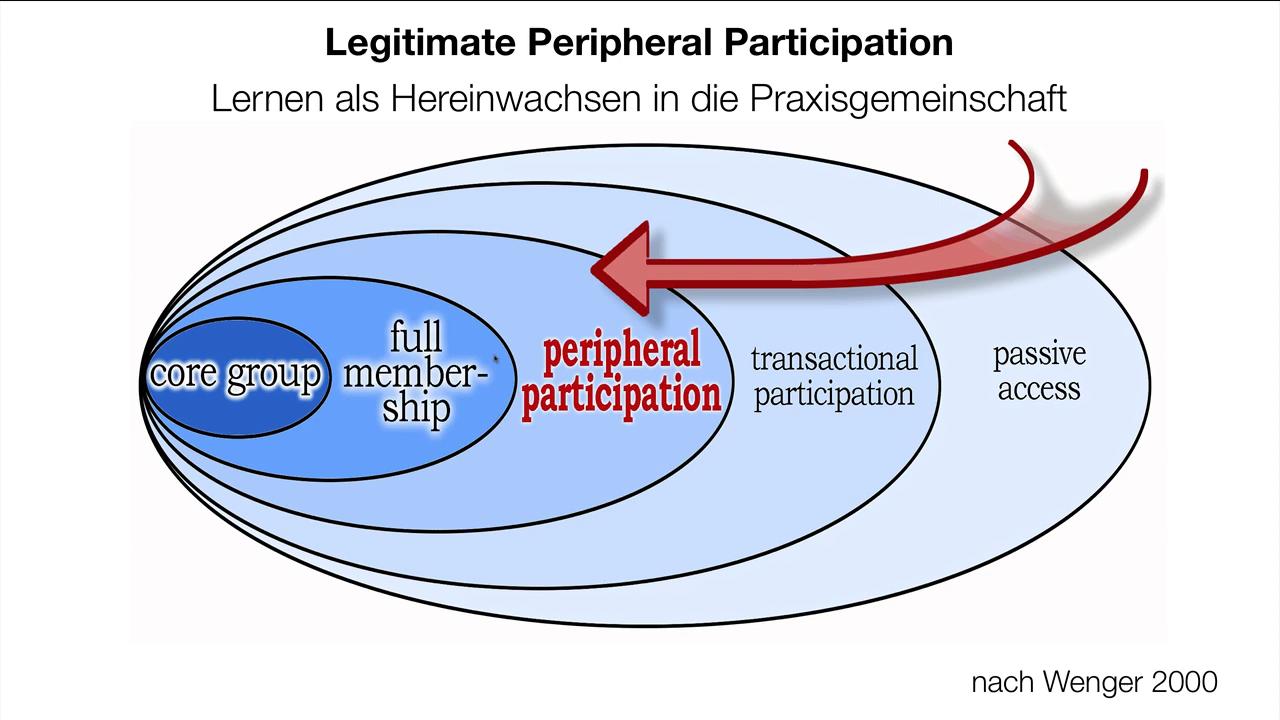 Legitimate Peripheral Participation
Lernen als Hereinwachsen in die Praxisgemeinschaft
core group
full
member-
ship
peripheral
participation
transactional
participation
passive
access
nach Wenger 2000